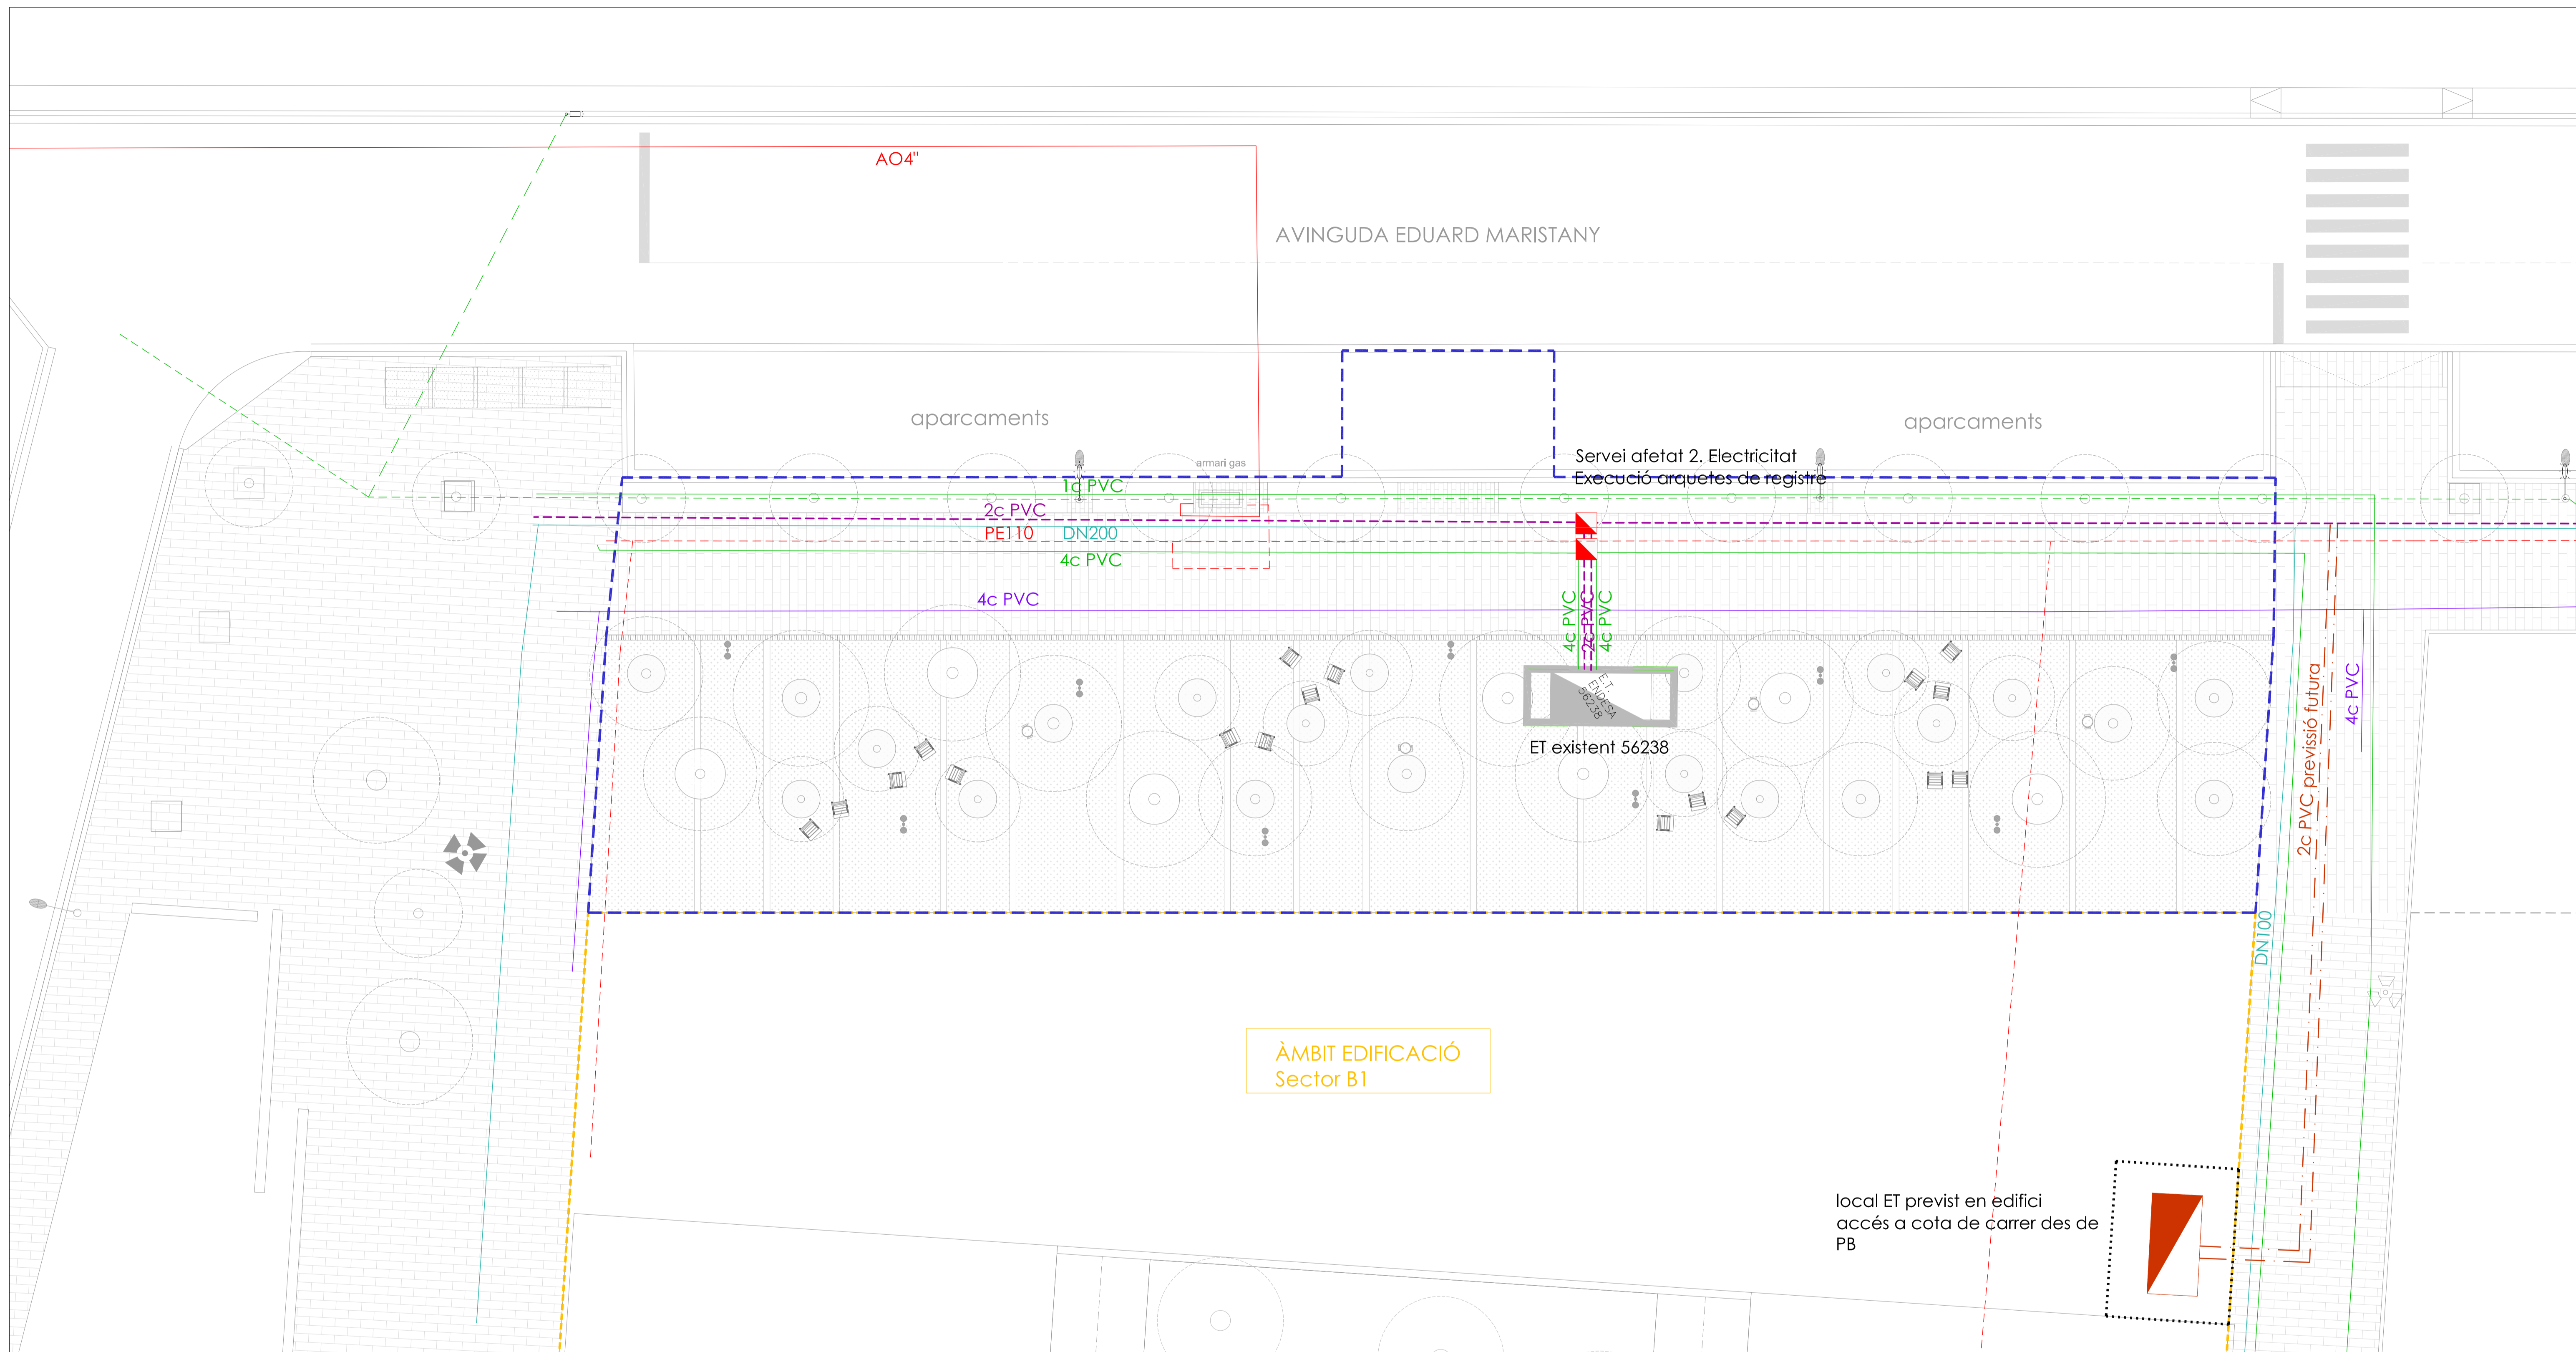 AO4"
AVINGUDA EDUARD MARISTANY
aparcaments
aparcaments
armari gas
Servei afetat 2. Electricitat
Execució arquetes de registre
1c PVC
2c PVC
PE110
DN200
4c PVC
4c PVC
4c PVC
2c PVC
4c PVC
E.T.
ENDESA
56238
ET existent 56238
2c PVC previssió futura
4c PVC
DN100
ÀMBIT EDIFICACIÓ
Sector B1
local ET previst en edifici
accés a cota de carrer des de
PB